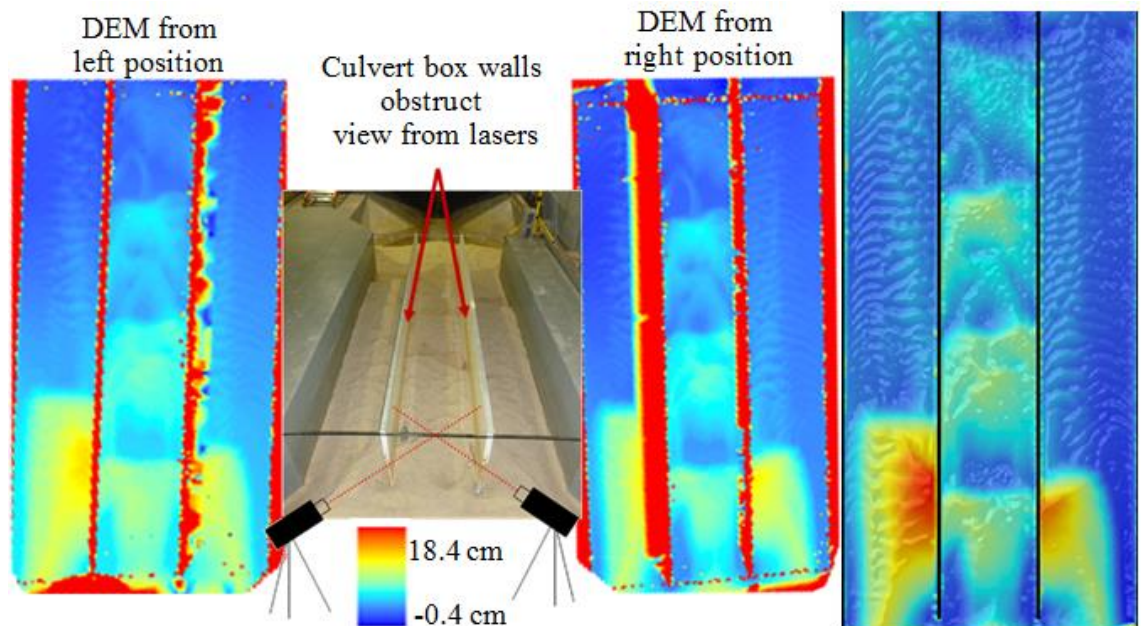 DEM from
left position
Culvert box walls
obstruct
view from lasers
DEM from
right position
18.4 cm
-0.4 cm